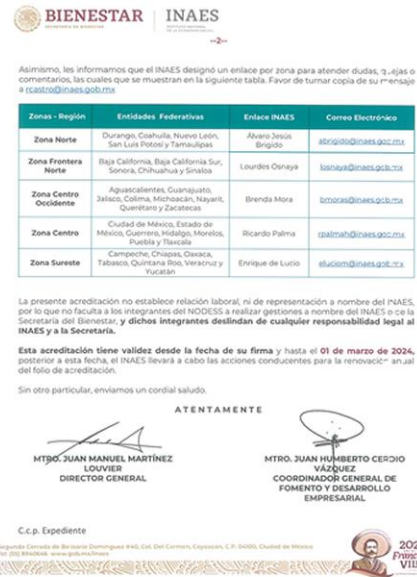 BIENESTAR INAES
SECRETARÍA DE BIENESTAR
--2--
Asimismo, les informamos que el INAES designó un enlace por zona para atender dudas, quejas o
comentarios, las cuales que se muestran en la siguiente tabla. Favor de turnar copia de su mensaje
a rcastro@inaes.gob.mx
Zonas - Región Entidades Federativas Enlace INAES Correo Electrónico
Zona Norte
Durango, Coahuila, Nuevo León,
San Luis Potosí y Tamaulipas
Álvaro Jesús
Brigido
abrigido@inaes.goc.mx
Zona Frontera
Norte
Baja California, Baja California Sur,
Sonora, Chihuahua y Sinaloa
Lourdes Osnaya
losnaya@inaes.gob.mx
Zona Centro
Occidente
Aguascalientes, Guanajuato,
Jalisco, Colima, Michoacán, Nayarit,
Querétaro y Zacatecas
Brenda Mora
bmoras@inaes.gob.mx
Zona Centro
Ciudad de México, Estado de
México, Guerrero, Hidalgo, Morelos,
Puebla y Tlaxcala
Ricardo Palma
rpalmah@inaes.gob.mx
Zona Sureste
Campeche, Chiapas, Oaxaca,
Tabasco, Quintana Roo, Veracruz y
Yucatán
Enrique de Lucio
eluciom@inaes.gob.mx
La presente acreditación no establece relación laboral, ni de representación a nombre del INAES,
por lo que no faculta a los integrantes del NODESS a realizar gestiones a nombre del INAES o de la
Secretaría del Bienestar, y dichos integrantes deslindan de cualquier responsabilidad legal al
INAES y a la Secretaría.
Esta acreditación tiene validez desde la fecha de su firma y hasta el 01 de marzo de 2024,
posterior a esta fecha, el INAES llevará a cabo las acciones conducentes para la renovación anual
del folio de acreditación.
Sin otro particular, enviamos un cordial saludo.
ATENTAMENTE
MTRO. JUAN MANUEL MARTÍNEZ
LOUVIER
DIRECTOR GENERAL
MTRO. JUAN HUMBERTO CERDIO
VÁZQUEZ
COORDINADOR GENERAL DE
FOMENTO Y DESARROLLO
EMPRESARIAL
C.c.p. Expediente
Segunda Cerrada de Belisario Domínguez #40, Col. Del Carmen, Coyoacán, C.P. 04100, Ciudad de México
www.gob.mx/inaes
202
Franci
VIL